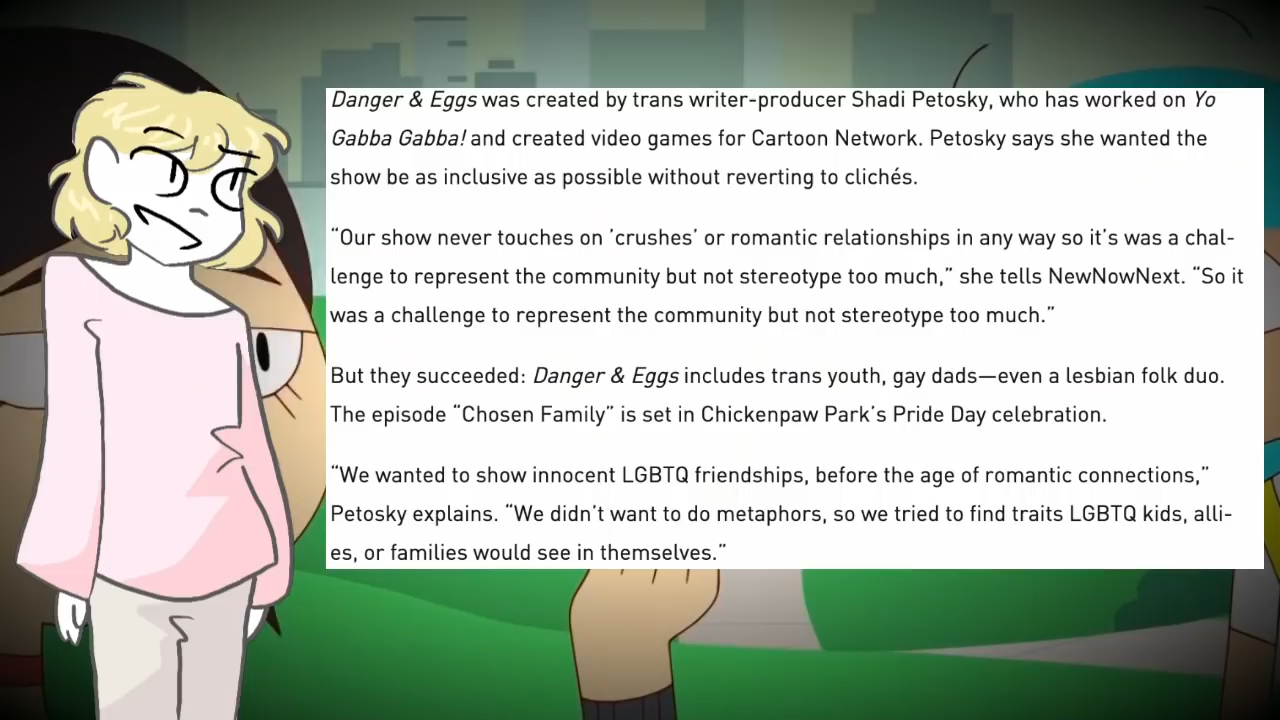 Danger & Eggs was created by trans writer-producer Shadi Petosky, who has worked on Yo
Gabba Gabba! and created video games for Cartoon Network. Petosky says she wanted the
show be as inclusive as possible without reverting to clichés.
“Our show never touches on ’crushes’ or romantic relationships in any way so it’s was a chal-
lenge to represent the community but not stereotype too much,” she tells NewNowNext. “So it
was a challenge to represent the community but not stereotype too much.”
But they succeeded: Danger & Eggs includes trans youth, gay dads—even a lesbian folk duo.
The episode “Chosen Family” is set in Chickenpaw Park’s Pride Day celebration.
“We wanted to show innocent LGBTQ friendships, before the age of romantic connections,”
Petosky explains. “We didn’t want to do metaphors, so we tried to find traits LGBTQ kids, alli-
es, or families would see in themselves.”